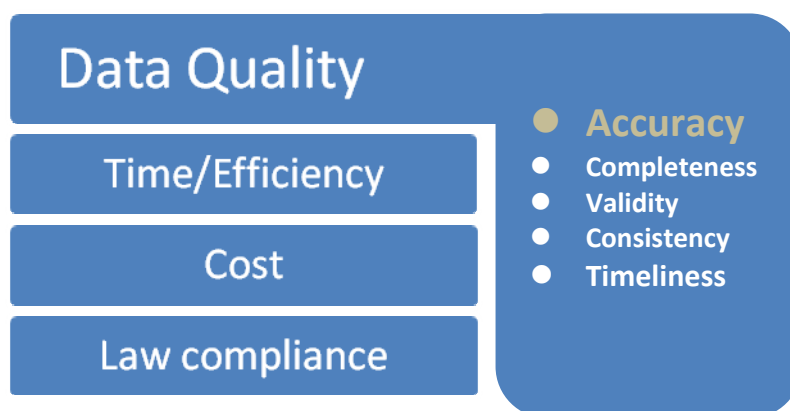 Data Quality
Time/Efficiency
Cost
Law compliance
Accuracy
Completeness
Validity
Consistency
Timeliness